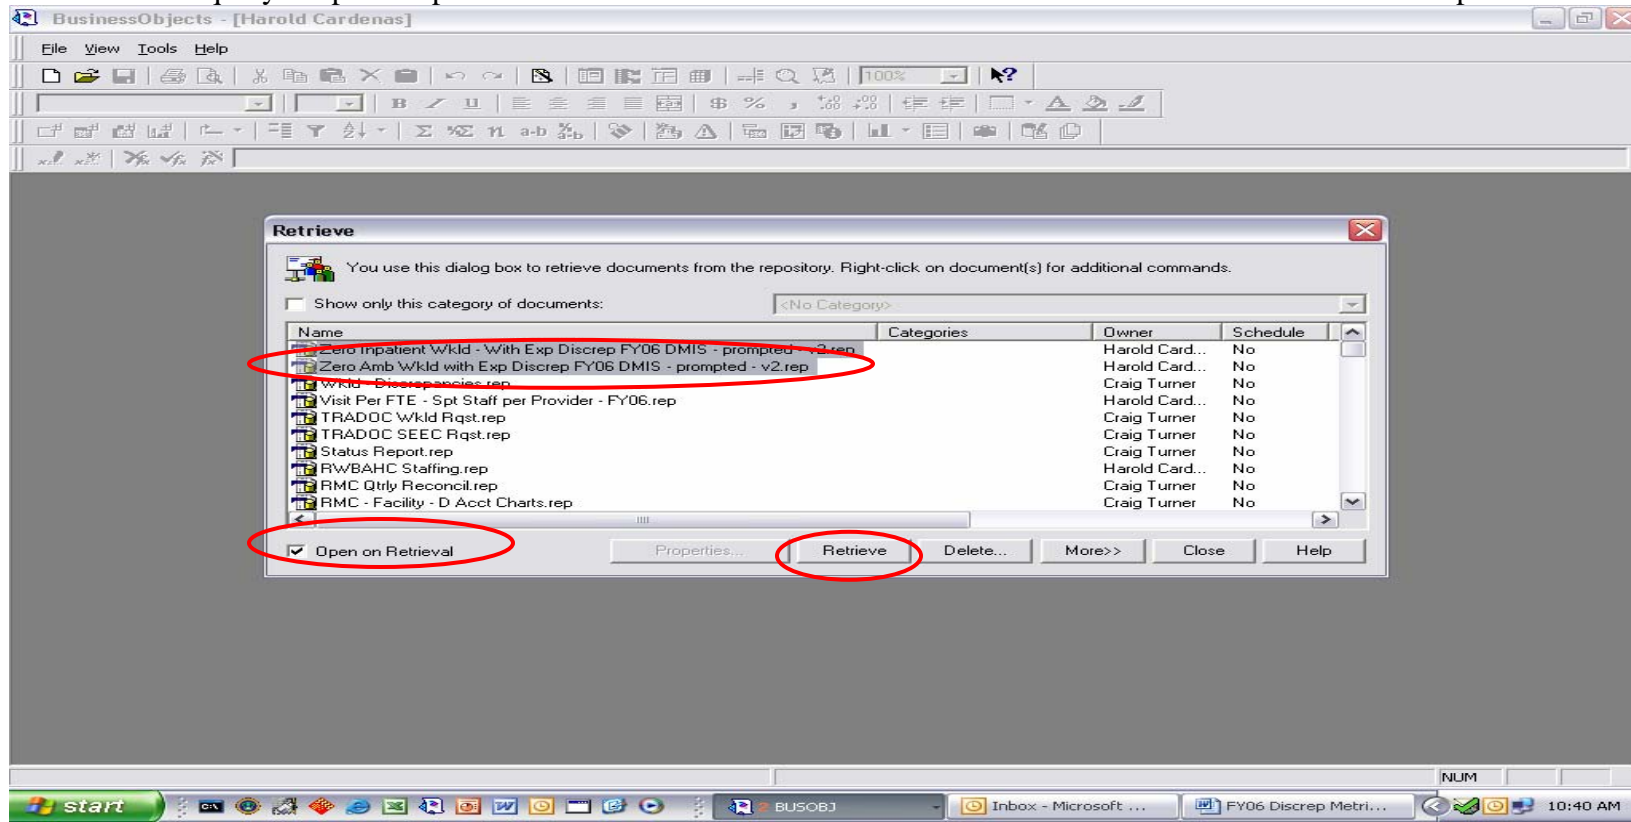 BusinessObjects - [Harold Cardenas]
File View Tools Help
100%
B U $ %
Σ a-b
Retrieve
You use this dialog box to retrieve documents from the repository. Right-click on document(s) for additional commands.
Show only this category of documents: <No Category>
Name Categories Owner Schedule
Zero Inpatient Wkld - With Exp Discrep FY06 DMIS - prompted - v2.rep Harold Card... No
Zero Amb Wkld with Exp Discrep FY06 DMIS - prompted - v2.rep Harold Card... No
Wkld - Discrepancies.rep Craig Turner No
Visit Per FTE - Spt Staff per Provider - FY06.rep Harold Card... No
TRADOC Wkld Rqst.rep Craig Turner No
TRADOC SEEC Rqst.rep Craig Turner No
Status Report.rep Craig Turner No
RWBAHC Staffing.rep Harold Card... No
RMC Qtrly Reconcil.rep Craig Turner No
RMC - Facility - D Acct Charts.rep Craig Turner No
Open on Retrieval Properties... Retrieve Delete... More>> Close Help
NUM
start 2 BUSOBJ Inbox - Microsoft ... FY06 Discrep Metri... 10:40 AM